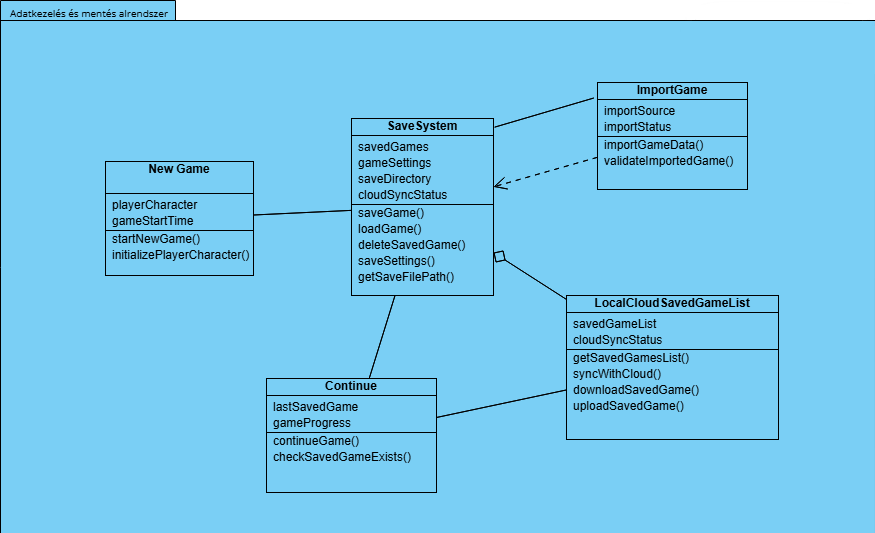 Adatkezelés és mentés alrendszer
ImportGame
importSource
importStatus
importGameData()
validateImportedGame()
SaveSystem
savedGames
gameSettings
saveDirectory
cloudSyncStatus
saveGame()
loadGame()
deleteSavedGame()
saveSettings()
getSaveFilePath()
New Game
playerCharacter
gameStartTime
startNewGame()
initializePlayerCharacter()
LocalCloudSavedGameList
savedGameList
cloudSyncStatus
getSavedGamesList()
syncWithCloud()
downloadSavedGame()
uploadSavedGame()
Continue
lastSavedGame
gameProgress
continueGame()
checkSavedGameExists()